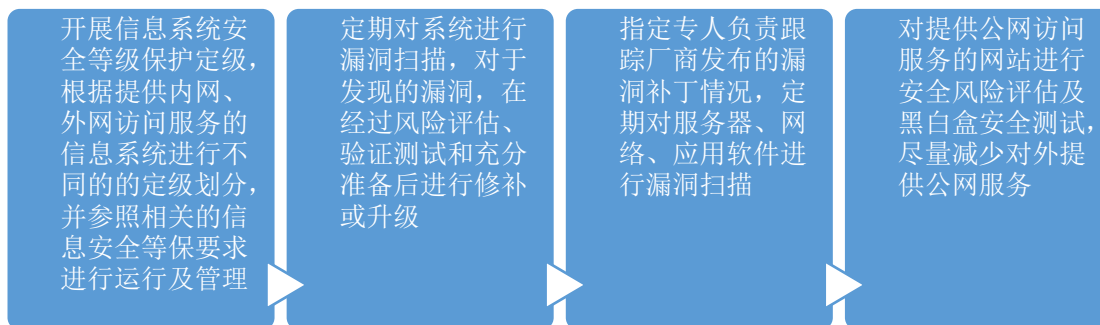 开展信息系统安
全等级保护定级，
根据提供内网、
外网访问服务的
信息系统进行不
同的的定级划分，
并参照相关的信
息安全等保要求
进行运行及管理
定期对系统进行
漏洞扫描，对于
发现的漏洞，在
经过风险评估、
验证测试和充分
准备后进行修补
或升级
指定专人负责跟
踪厂商发布的漏
洞补丁情况，定
期对服务器、网
络、应用软件进
行漏洞扫描
对提供公网访问
服务的网站进行
安全风险评估及
黑白盒安全测试，
尽量减少对外提
供公网服务